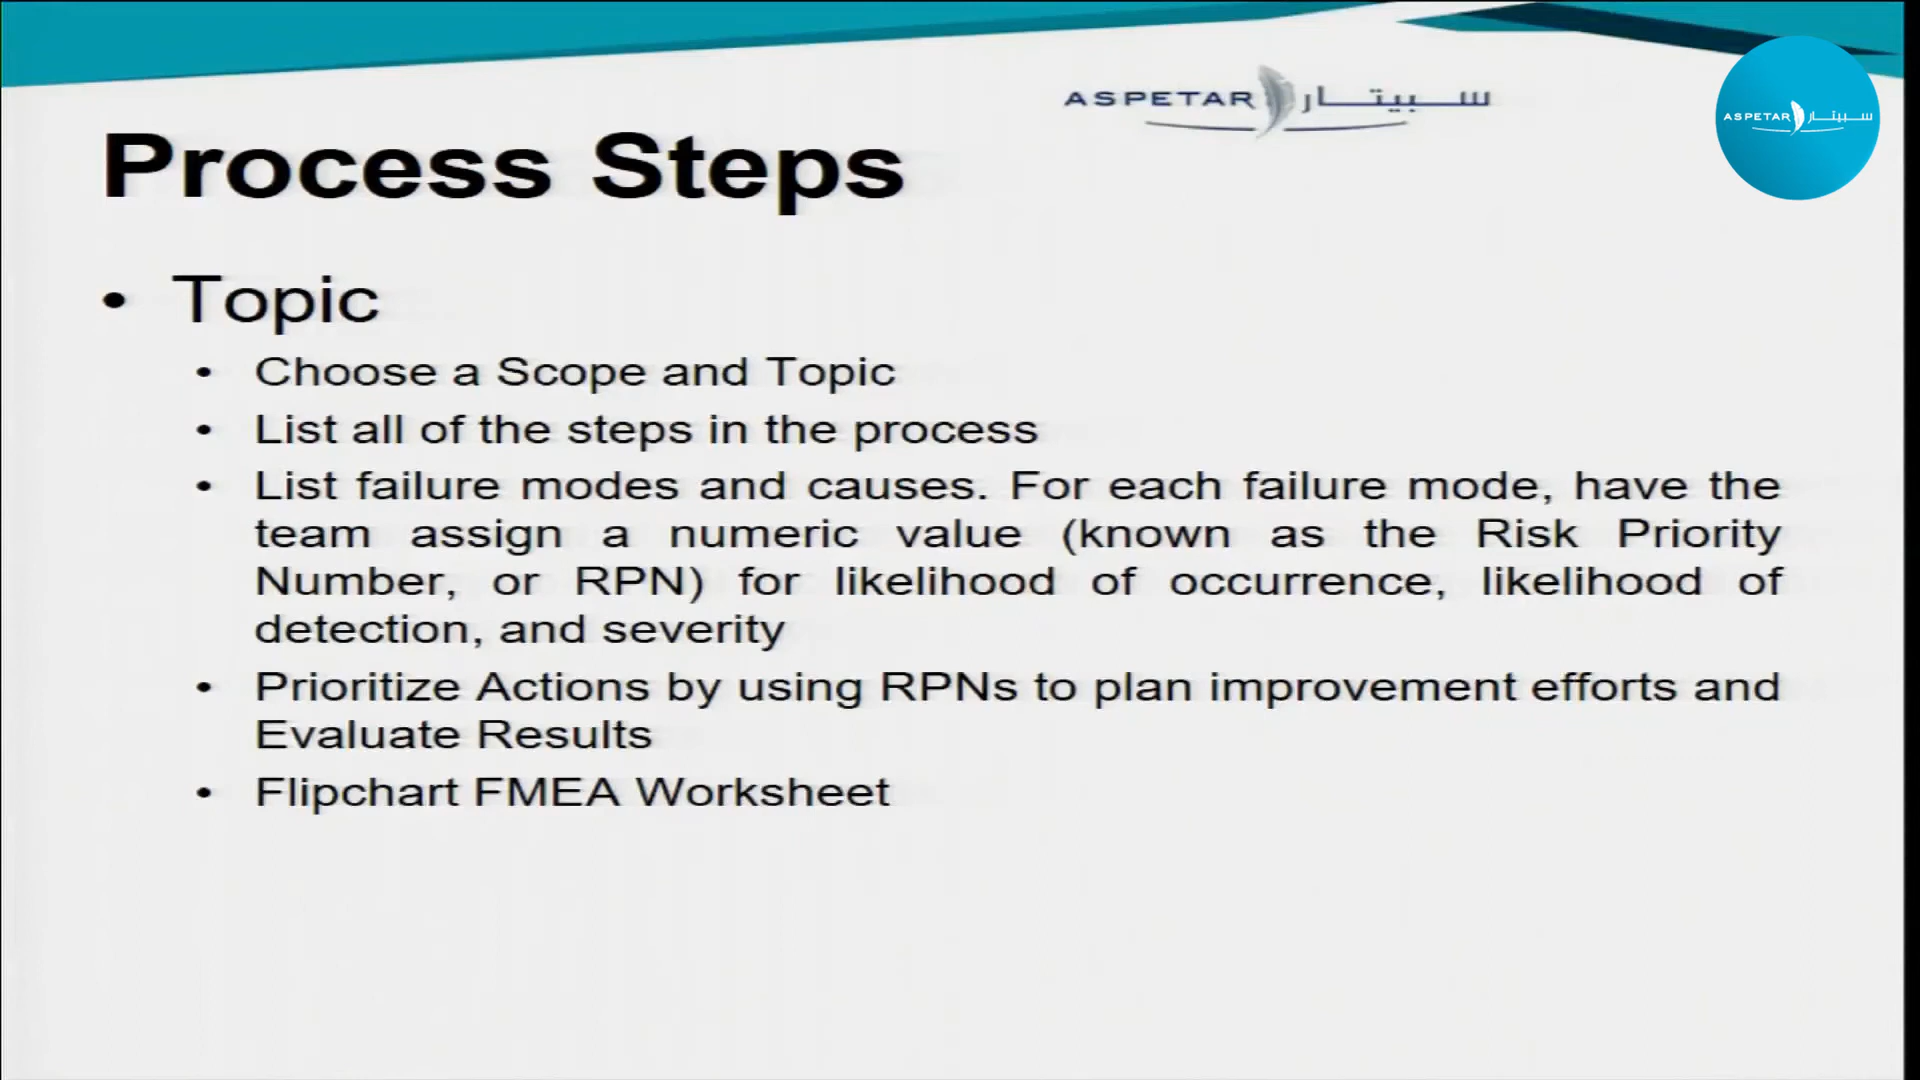 ASPETAR سبيتار
ASPETAR سبيتار
Process Steps
• Topic
• Choose a Scope and Topic
• List all of the steps in the process
• List failure modes and causes. For each failure mode, have the
team assign a numeric value (known as the Risk Priority
Number, or RPN) for likelihood of occurrence, likelihood of
detection, and severity
• Prioritize Actions by using RPNs to plan improvement efforts and
Evaluate Results
• Flipchart FMEA Worksheet